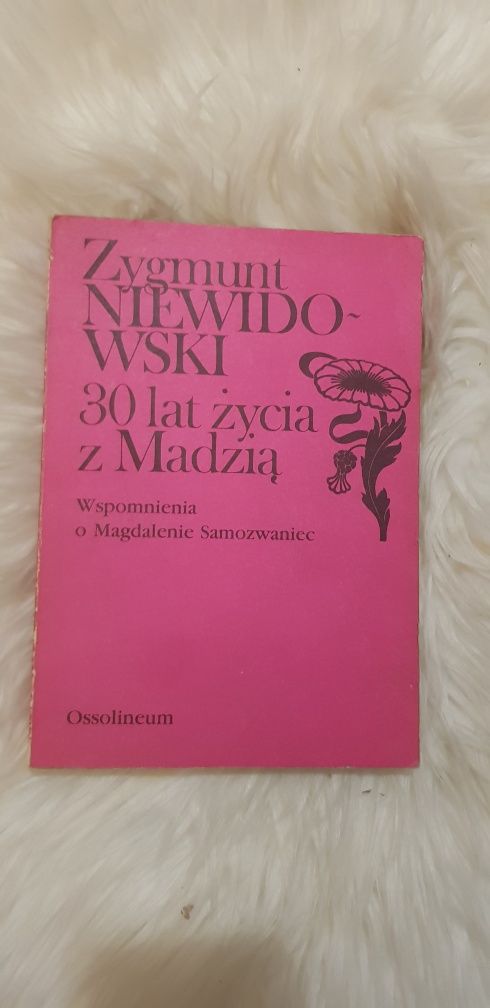 Zygmunt
NIEWIDO-
WSKI
30 lat życia
z Madzią
Wspomnienia
o Magdalenie Samozwaniec
Ossolineum